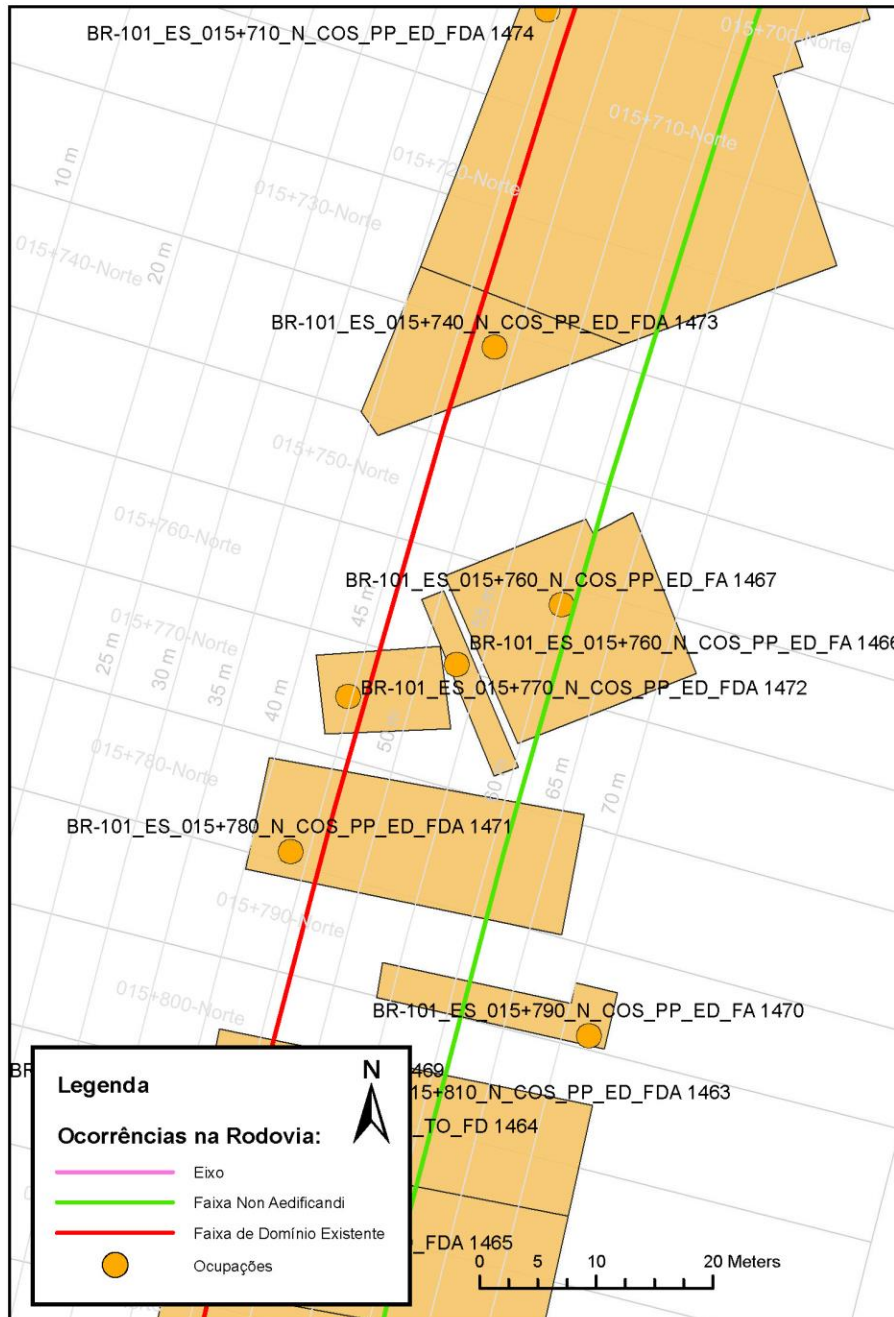 BR-101_ES_015+710_N_COS_PP_ED_FDA 1474
015+700-Norte
015+710-Norte
10 m
015+720-Norte
015+730-Norte
015+740-Norte
20 m
BR-101_ES_015+740_N_COS_PP_ED_FDA 1473
015+750-Norte
015+760-Norte
BR-101_ES_015+760_N_COS_PP_ED_FA 1467
45 m
015+770-Norte
BR-101_ES_015+760_N_COS_PP_ED_FA 1466
25 m
30 m
35 m
40 m
BR-101_ES_015+770_N_COS_PP_ED_FDA 1472
50 m
015+780-Norte
60 m
65 m
70 m
BR-101_ES_015+780_N_COS_PP_ED_FDA 1471
015+790-Norte
015+800-Norte
BR-101_ES_015+790_N_COS_PP_ED_FA 1470
BR
1469
15+810_N_COS_PP_ED_FDA 1463
_TO_FD 1464
_FDA 1465
Legenda
N
Ocorrências na Rodovia:
Eixo
Faixa Non Aedificandi
Faixa de Domínio Existente
Ocupações
0 5 10 20 Meters